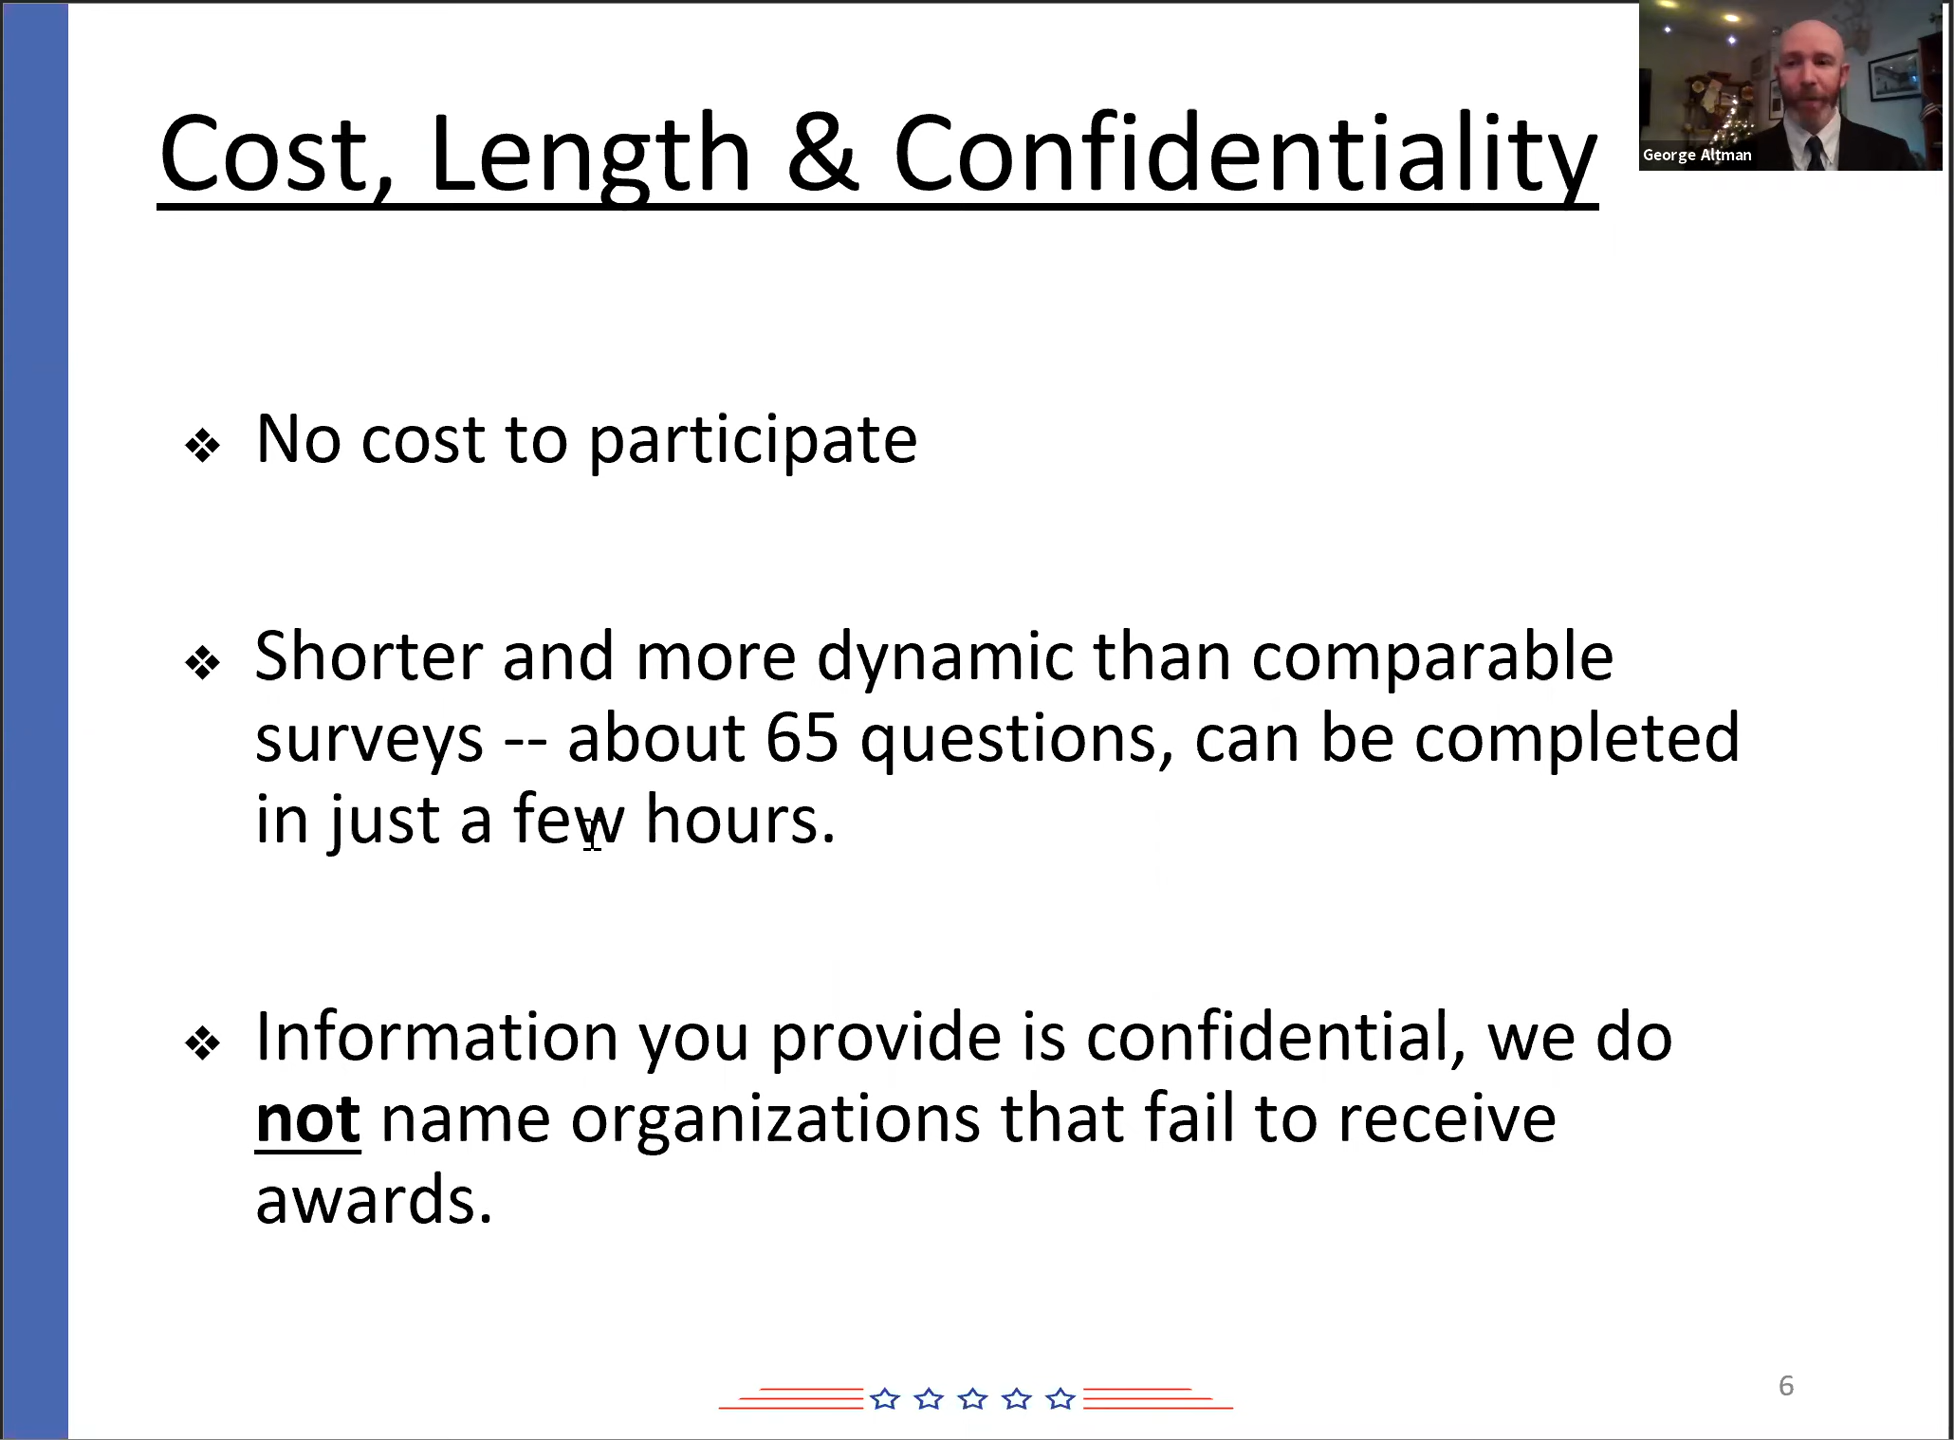 Cost, Length & Confidentiality
George Altman
❖ No cost to participate
❖ Shorter and more dynamic than comparable
surveys -- about 65 questions, can be completed
in just a few hours.
❖ Information you provide is confidential, we do
not name organizations that fail to receive
awards.
6